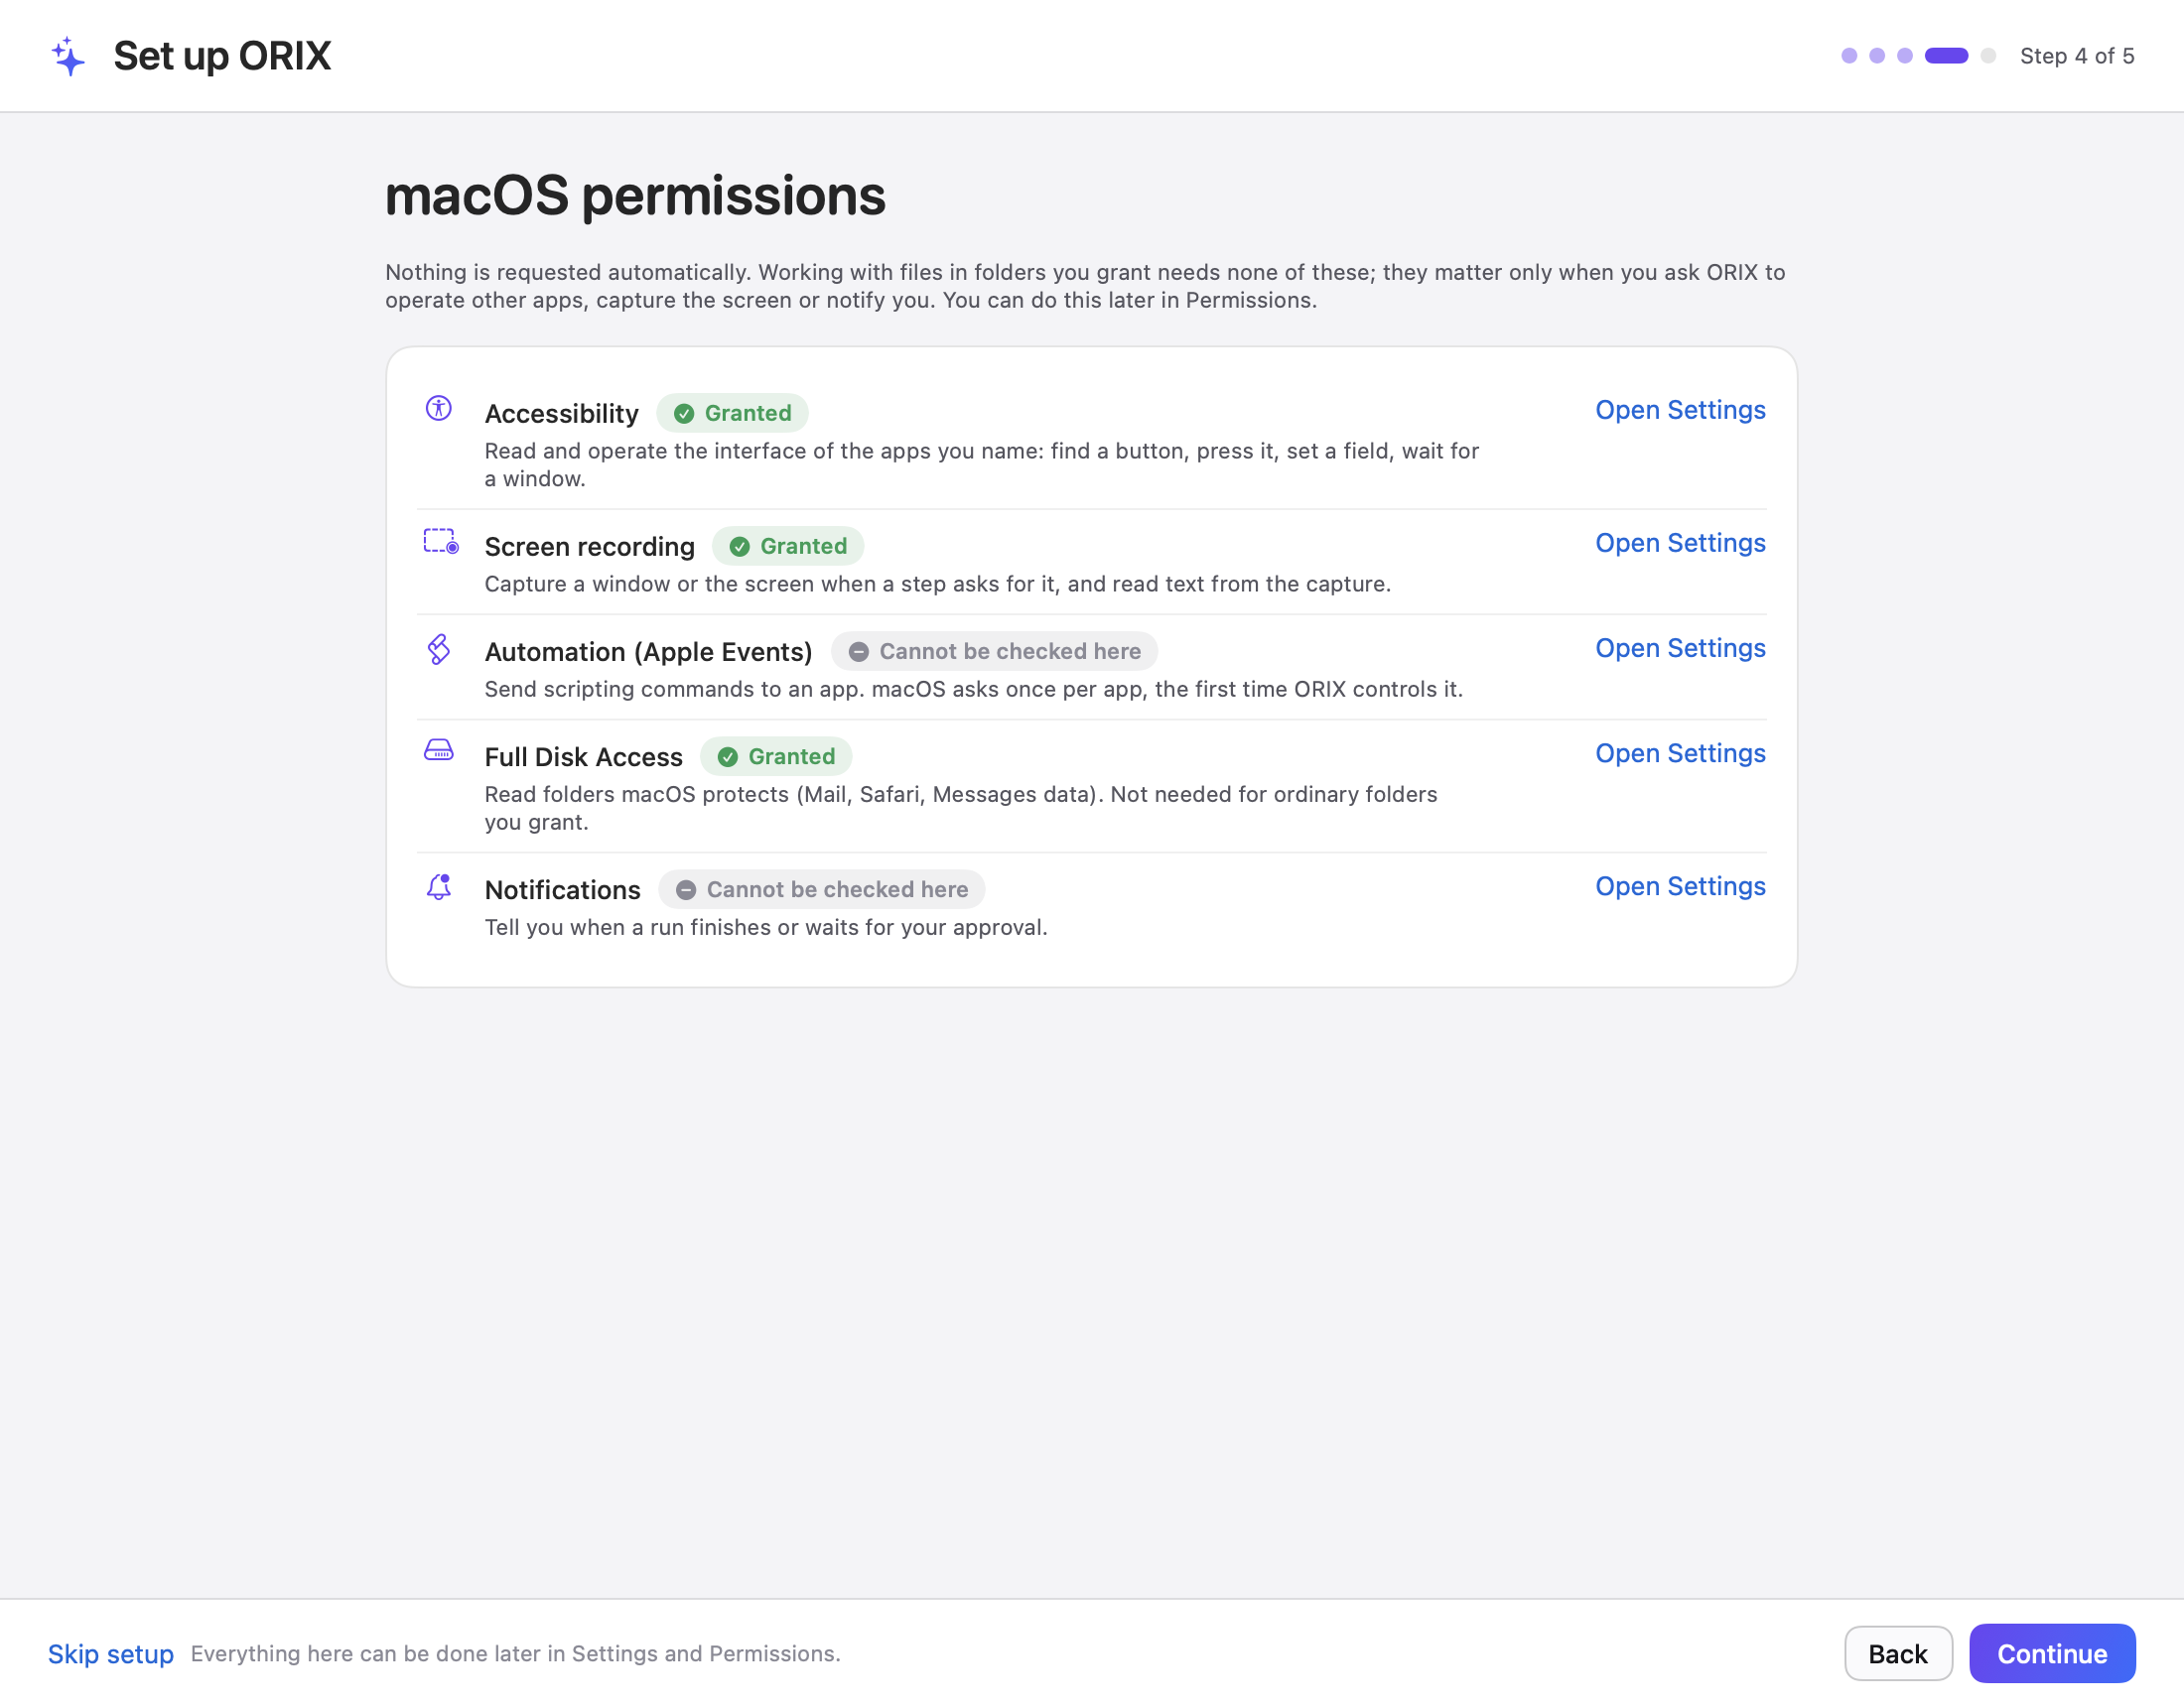 Set up ORIX
Step 4 of 5
macOS permissions
Nothing is requested automatically. Working with files in folders you grant needs none of these; they matter only when you ask ORIX to
operate other apps, capture the screen or notify you. You can do this later in Permissions.
Accessibility
Granted
Open Settings
Read and operate the interface of the apps you name: find a button, press it, set a field, wait for
a window.
Screen recording
Granted
Open Settings
Capture a window or the screen when a step asks for it, and read text from the capture.
Automation (Apple Events)
Cannot be checked here
Open Settings
Send scripting commands to an app. macOS asks once per app, the first time ORIX controls it.
Full Disk Access
Granted
Open Settings
Read folders macOS protects (Mail, Safari, Messages data). Not needed for ordinary folders
you grant.
Notifications
Cannot be checked here
Open Settings
Tell you when a run finishes or waits for your approval.
Skip setup
Everything here can be done later in Settings and Permissions.
Back
Continue